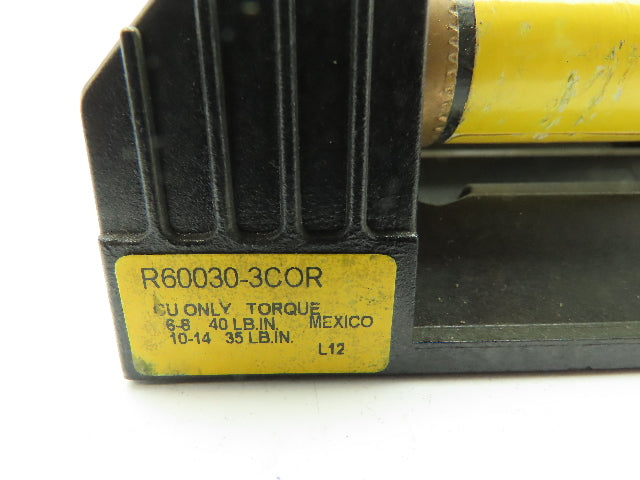 R60030-3COR
CU ONLY TORQUE
6-8 40 LB.IN. MEXICO
10-14 35 LB.IN.
L12